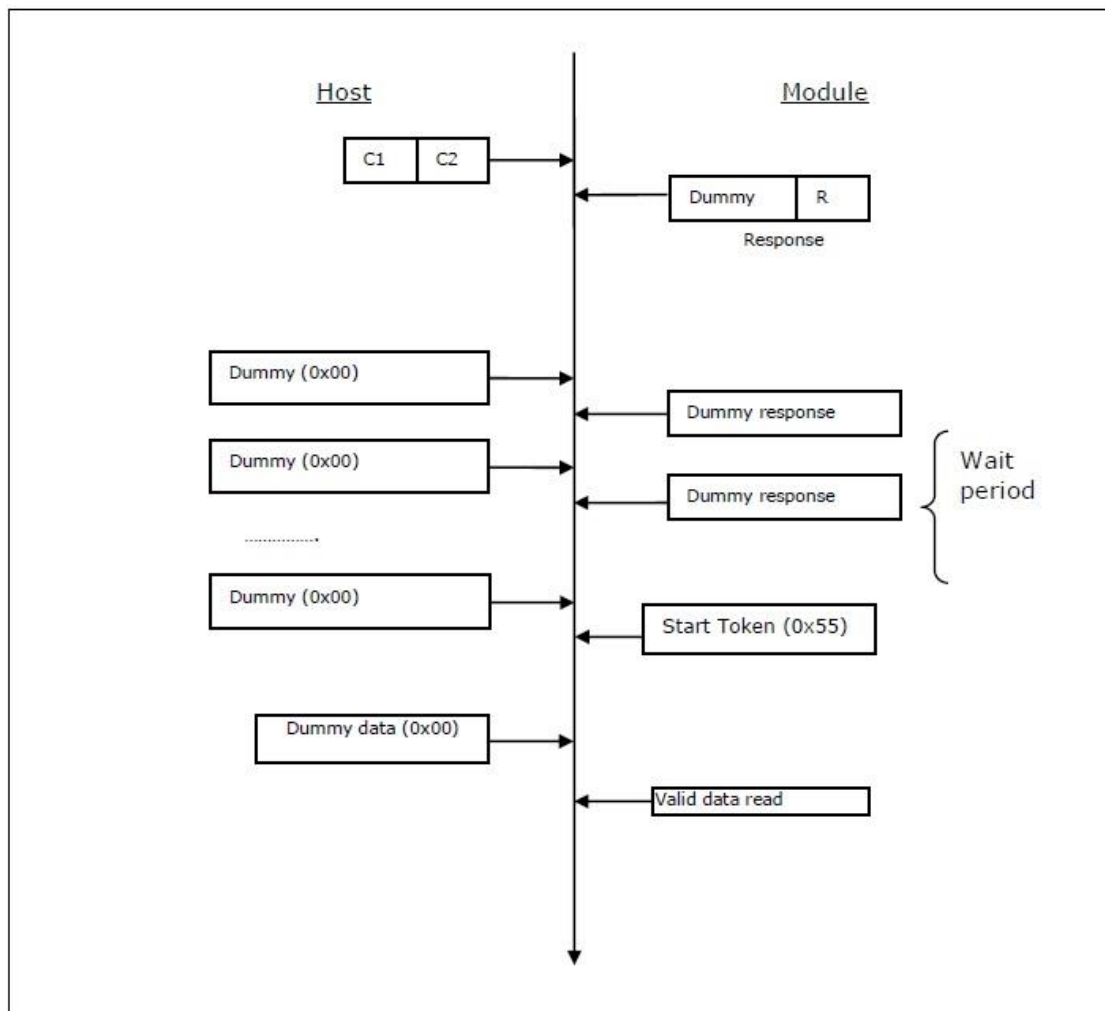 Host
Module
C1
C2
Dummy
R
Response
Dummy (0x00)
Dummy response
Dummy (0x00)
Dummy response
Wait
period
................
Dummy (0x00)
Start Token (0x55)
Dummy data (0x00)
Valid data read